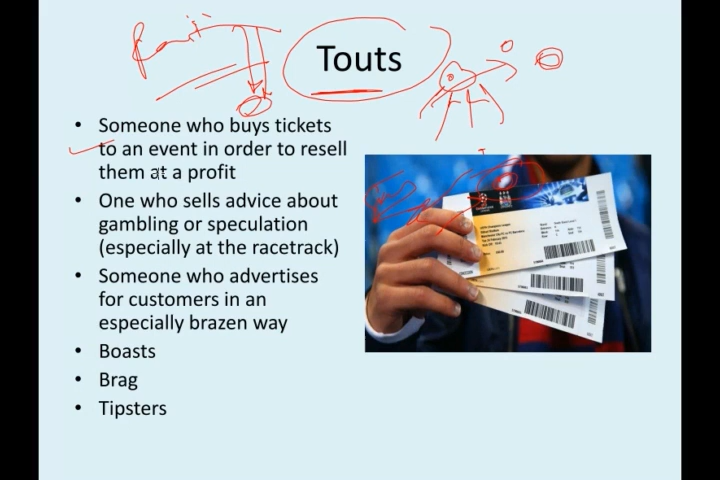 Touts
• Someone who buys tickets
to an event in order to resell
them at a profit
• One who sells advice about
gambling or speculation
(especially at the racetrack)
• Someone who advertises
for customers in an
especially brazen way
• Boasts
• Brag
• Tipsters